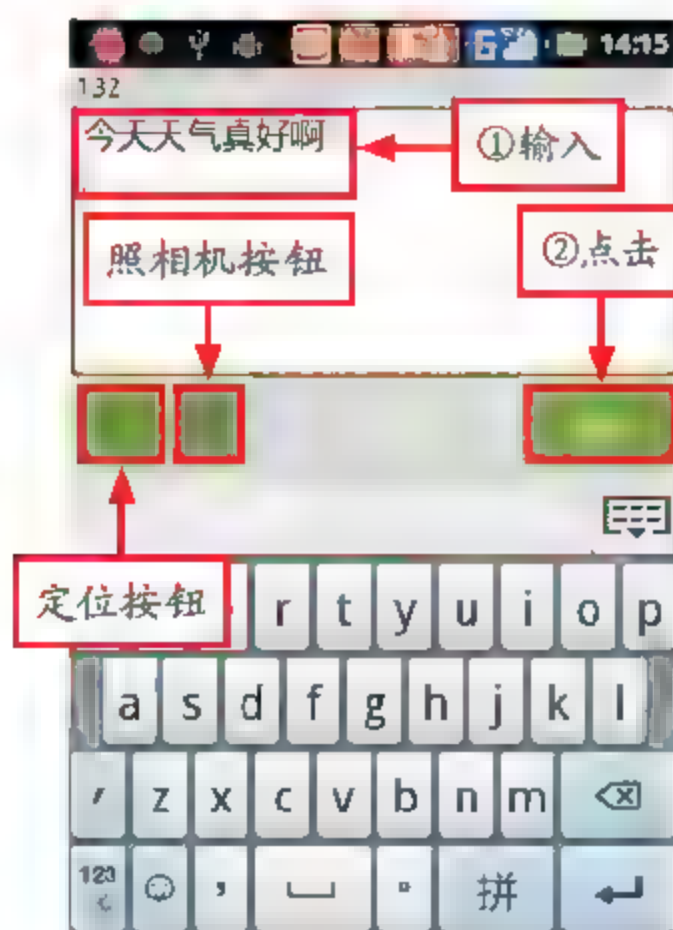 14:15
132
今天天气真好啊
①输入
照相机按钮
②点击
定位按钮
r t y u i o p
a s d f g h j k l
' z x c v b n m
123 , 。 拼